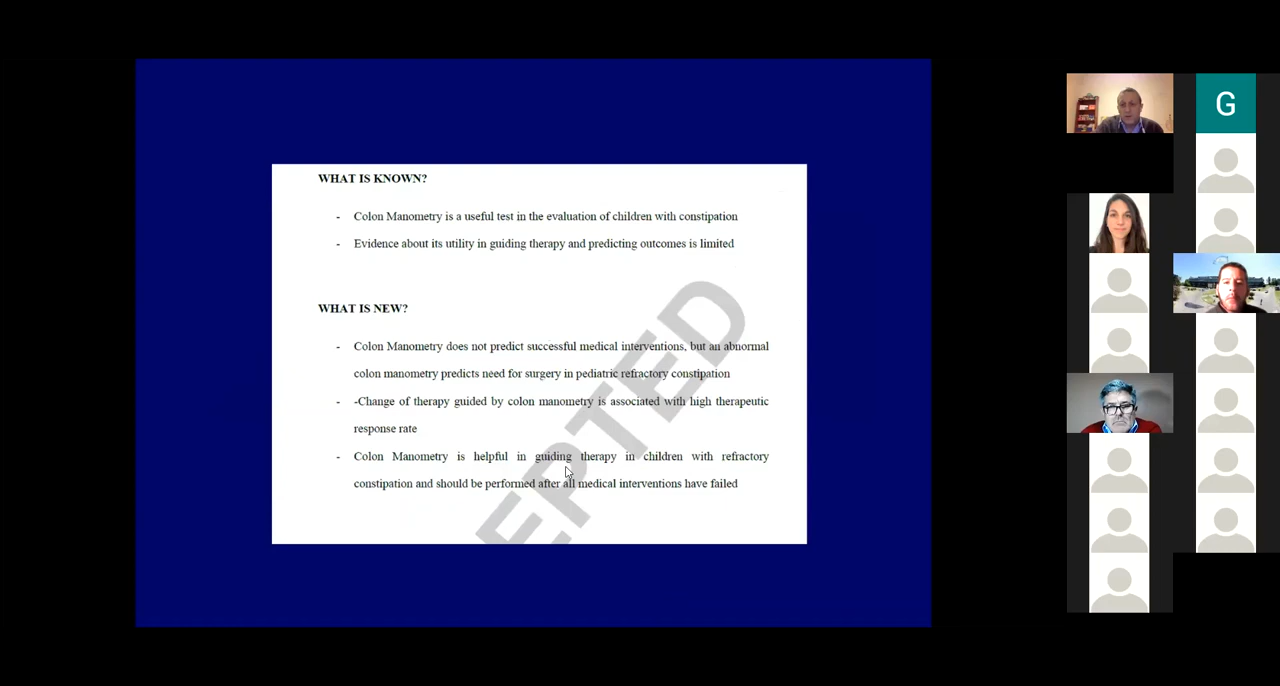 WHAT IS KNOWN?
- Colon Manometry is a useful test in the evaluation of children with constipation
- Evidence about its utility in guiding therapy and predicting outcomes is limited
WHAT IS NEW?
- Colon Manometry does not predict successful medical interventions, but an abnormal
colon manometry predicts need for surgery in pediatric refractory constipation
- -Change of therapy guided by colon manometry is associated with high therapeutic
response rate
- Colon Manometry is helpful in guiding therapy in children with refractory
constipation and should be performed after all medical interventions have failed
EPTED
G